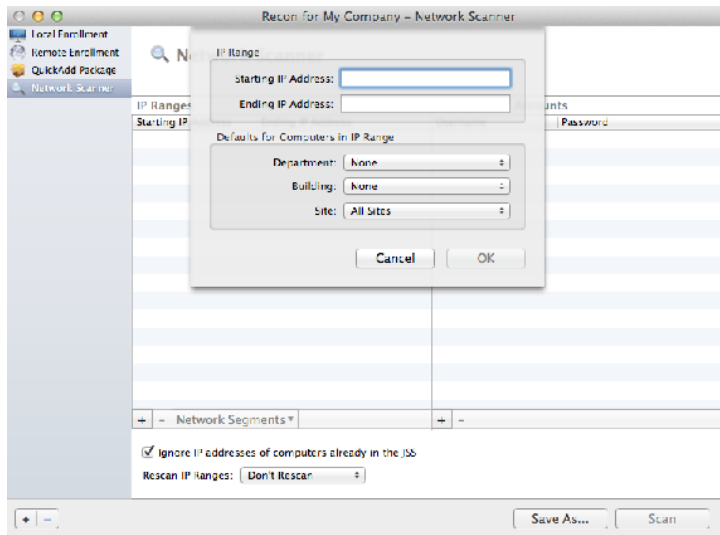 Recon for My Company – Network Scanner
Local Enrollment
Remote Enrollment
QuickAdd Package
Network Scanner
IP Range
Starting IP Address:
Ending IP Address:
Defaults for Computers in IP Range
Department: None
Building: None
Site: All Sites
Cancel OK
IP Ranges
Starting IP
Password
+ – Network Segments
+ –
Ignore IP addresses of computers already in the JSS
Rescan IP Ranges: Don't Rescan
+ –
Save As... Scan